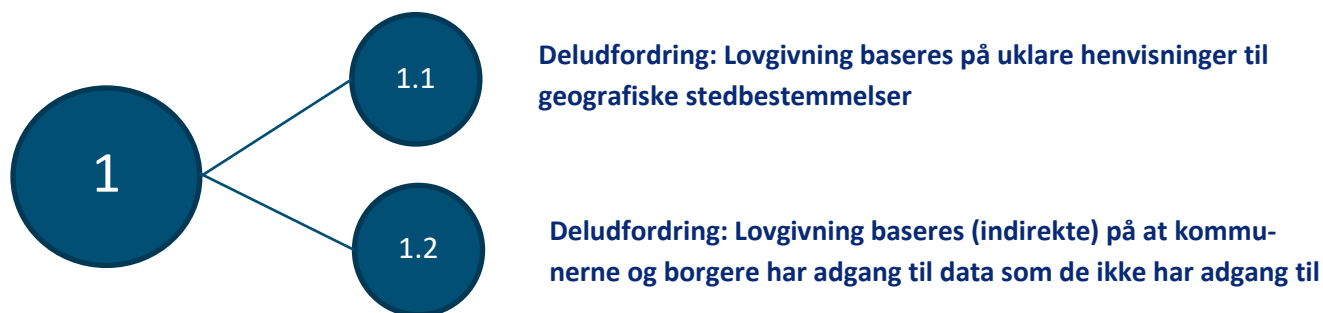 1
1.1
Deludfordring: Lovgivning baseres på uklare henvisninger til
geografiske stedbestemmelser
1.2
Deludfordring: Lovgivning baseres (indirekte) på at kommu-
nerne og borgere har adgang til data som de ikke har adgang til